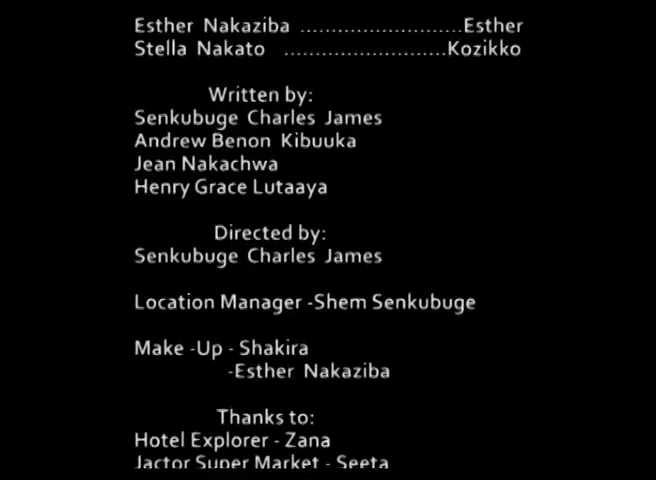 Esther Nakaziba ..........................Esther
Stella Nakato ..........................Kozikko
Written by:
Senkubuge Charles James
Andrew Benon Kibuuka
Jean Nakachwa
Henry Grace Lutaaya
Directed by:
Senkubuge Charles James
Location Manager -Shem Senkubuge
Make -Up - Shakira
-Esther Nakaziba
Thanks to:
Hotel Explorer - Zana
Jactor Super Market - Seeta